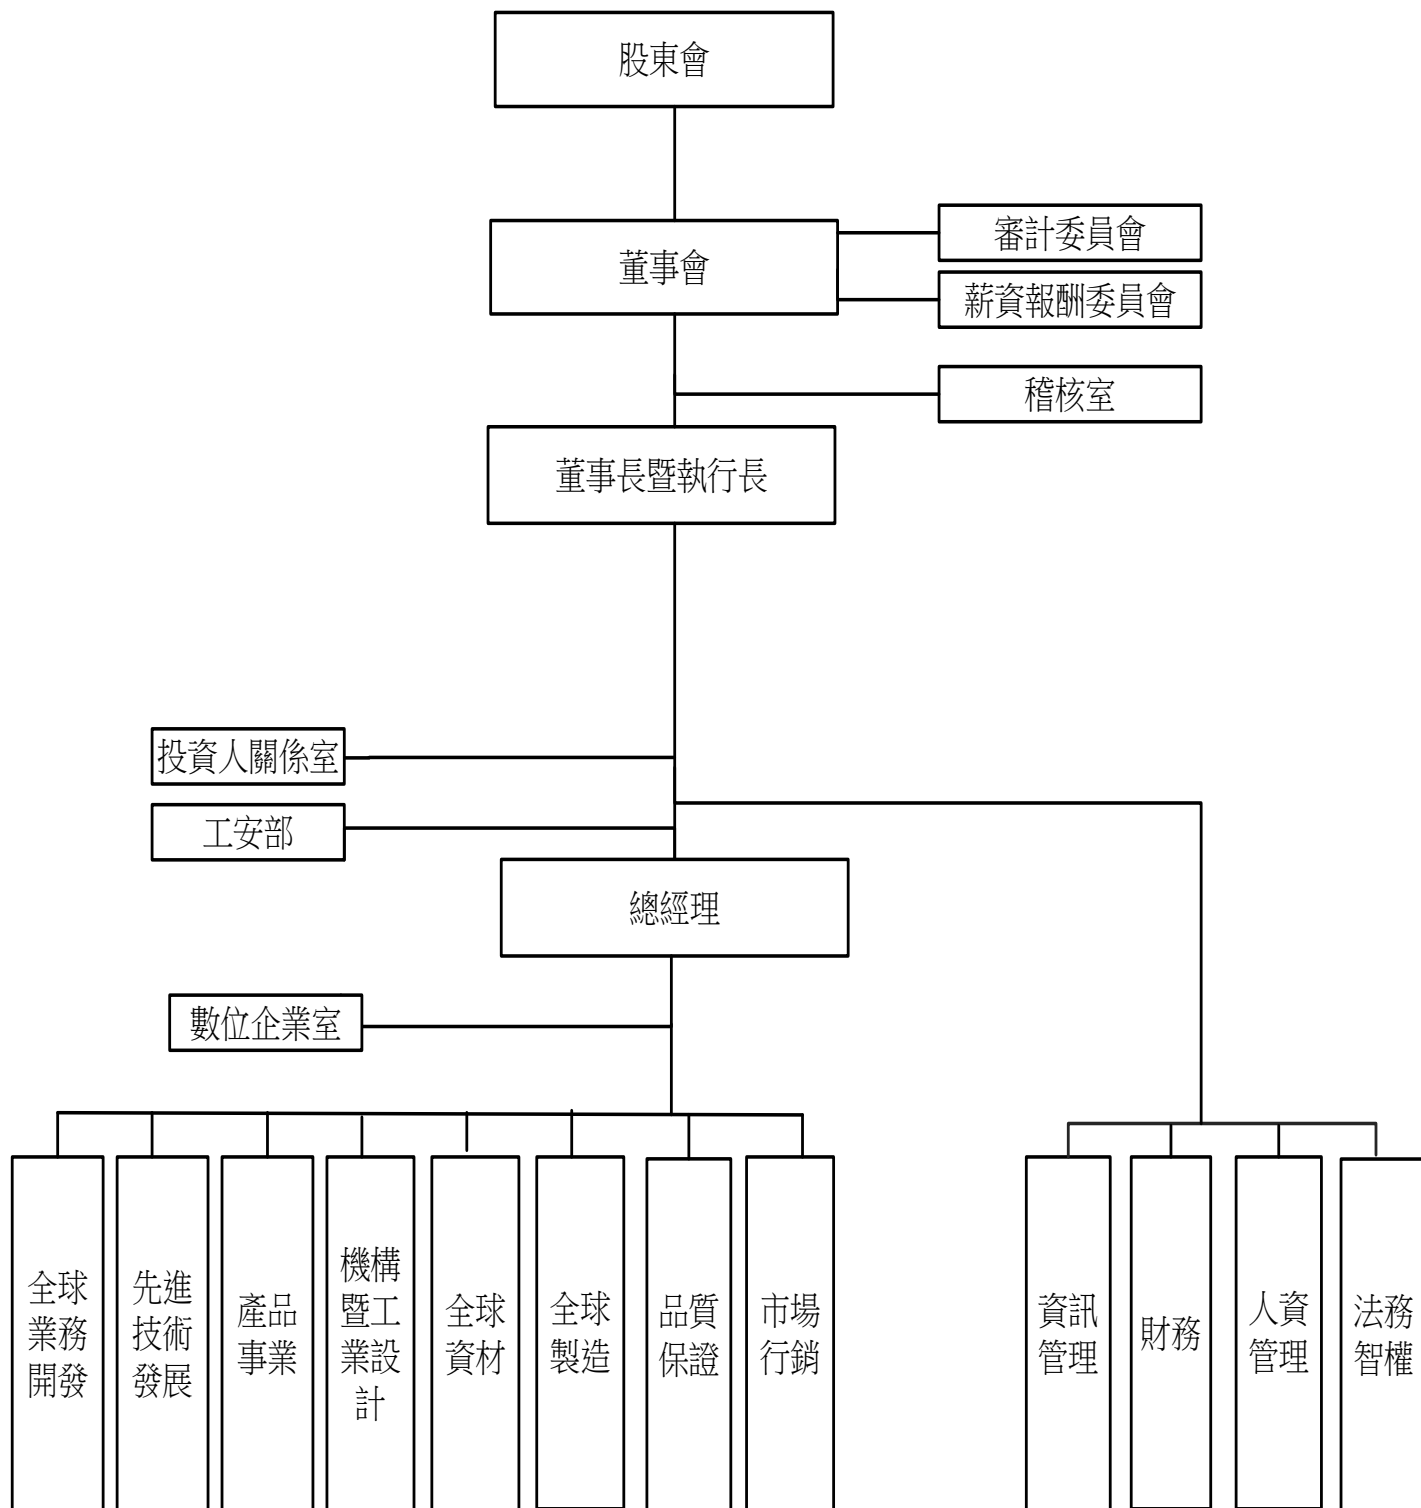 股東會
董事會
審計委員會
薪資報酬委員會
稽核室
董事長暨執行長
投資人關係室
工安部
總經理
數位企業室
全球
業務
開發
先進
技術
發展
產品
事業
機構
暨工
業設
計
全球
資材
全球
製造
品質
保證
市場
行銷
資訊
管理
財務
人資
管理
法務
智權